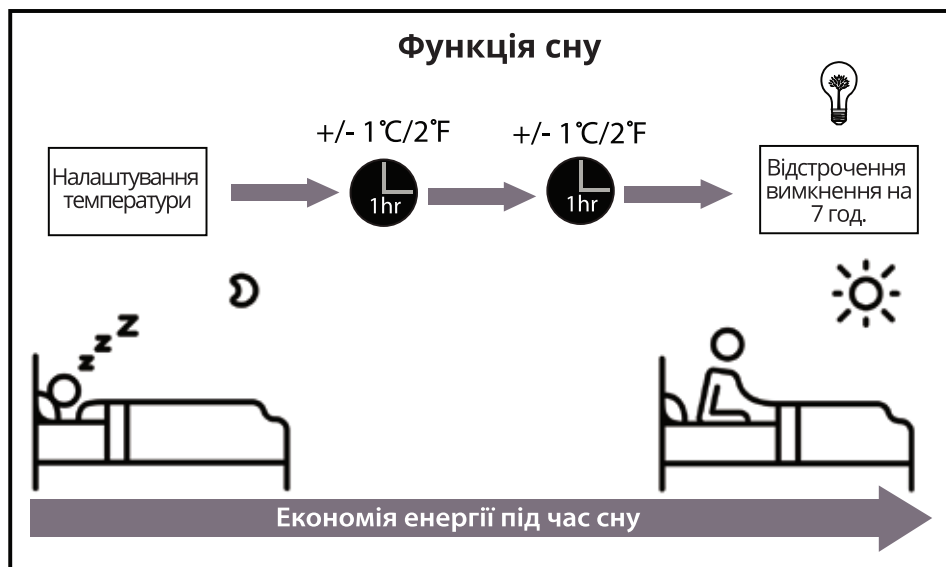 Функція сну
+/- 1°C/2°F
+/- 1°C/2°F
Налаштування
температури
1hr
1hr
Відстрочення
вимкнення на
7 год.
z z Z
Економія енергії під час сну